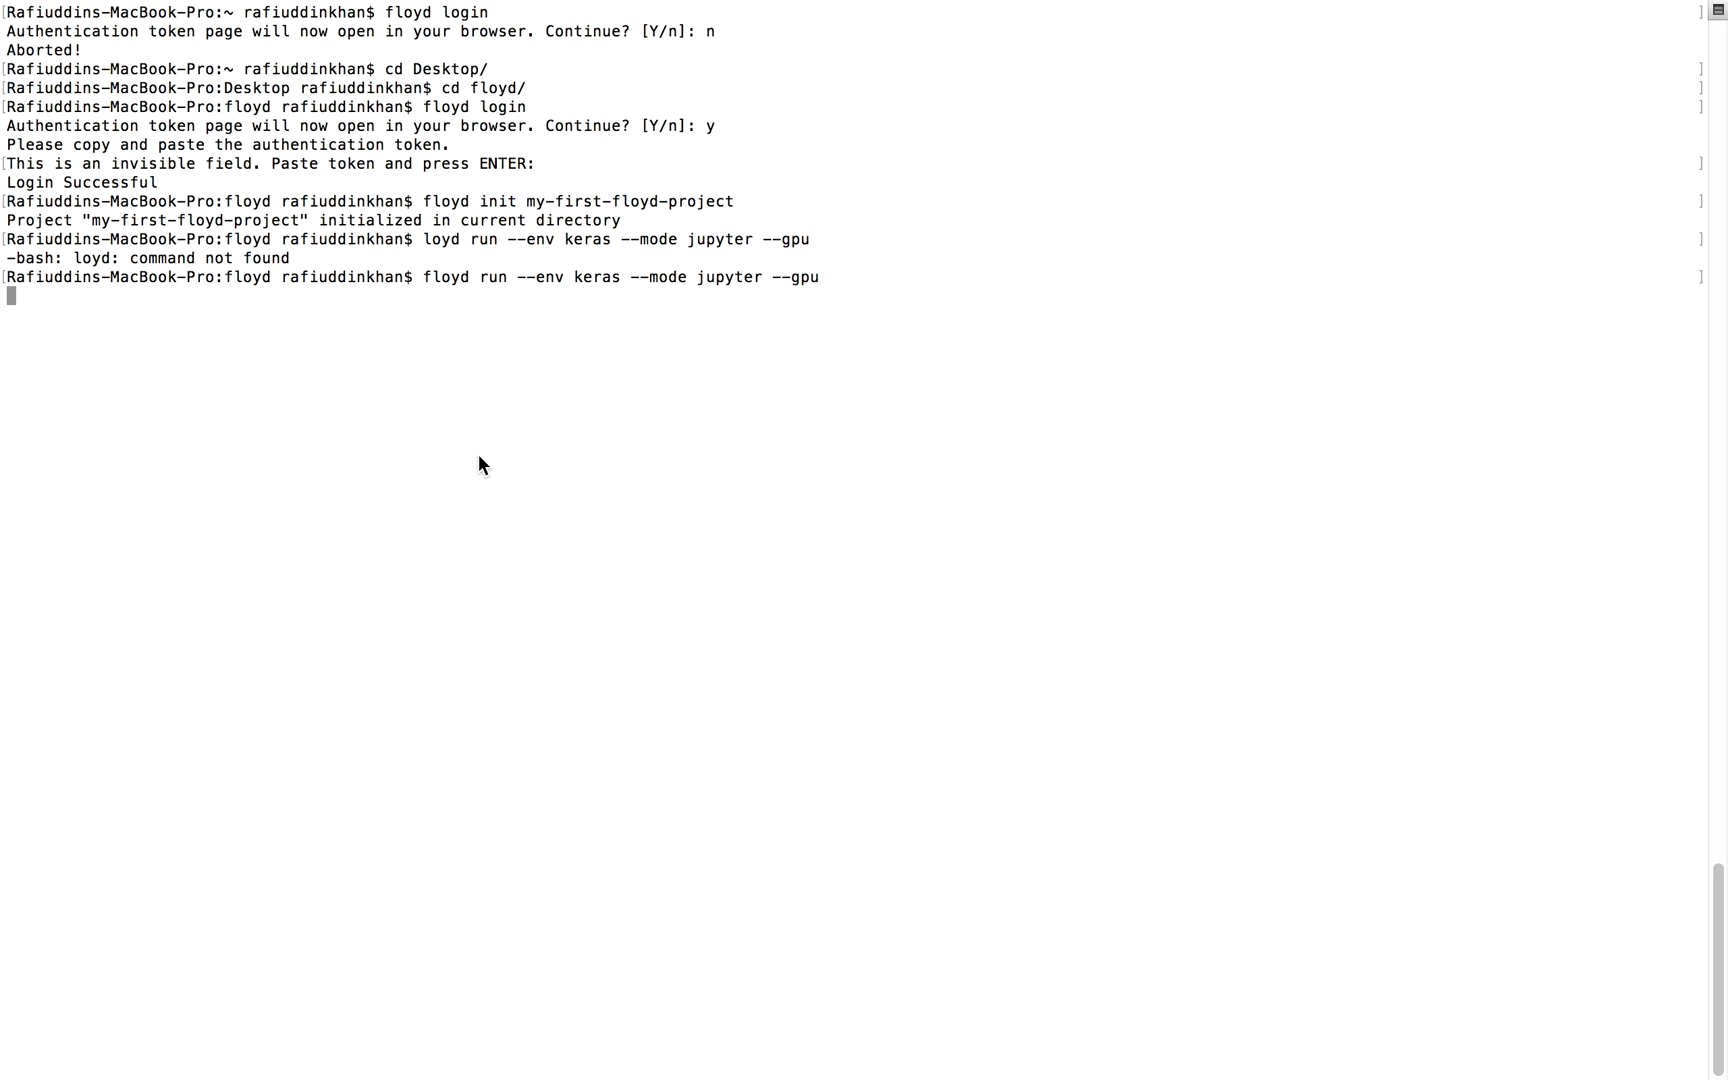 [Rafiuddins-MacBook-Pro:~ rafiuddinkhan$ floyd login ]
Authentication token page will now open in your browser. Continue? [Y/n]: n
Aborted!
[Rafiuddins-MacBook-Pro:~ rafiuddinkhan$ cd Desktop/ ]
[Rafiuddins-MacBook-Pro:Desktop rafiuddinkhan$ cd floyd/ ]
[Rafiuddins-MacBook-Pro:floyd rafiuddinkhan$ floyd login ]
Authentication token page will now open in your browser. Continue? [Y/n]: y
Please copy and paste the authentication token.
[This is an invisible field. Paste token and press ENTER: ]
Login Successful
[Rafiuddins-MacBook-Pro:floyd rafiuddinkhan$ floyd init my-first-floyd-project ]
Project "my-first-floyd-project" initialized in current directory
[Rafiuddins-MacBook-Pro:floyd rafiuddinkhan$ loyd run --env keras --mode jupyter --gpu ]
-bash: loyd: command not found
[Rafiuddins-MacBook-Pro:floyd rafiuddinkhan$ floyd run --env keras --mode jupyter --gpu ]